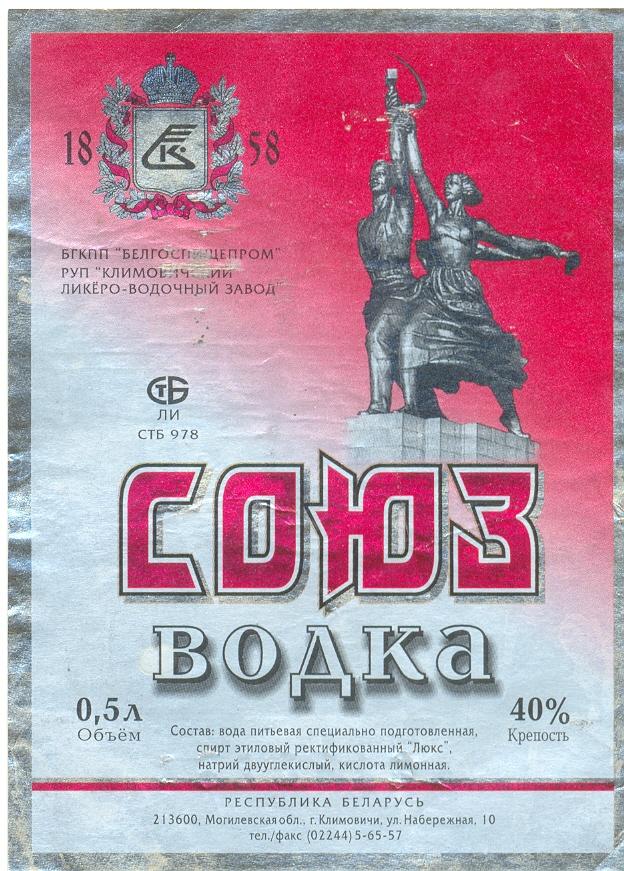 18 58
БГКПП "БЕЛГОСПИЩЕПРОМ"
РУП "КЛИМОВИЧСКИЙ
ЛИКЁРО-ВОДОЧНЫЙ ЗАВОД"
СТБ
ЛИ
СТБ 978
СОЮЗ
ВОДКА
0,5л
Объём
40%
Крепость
Состав: вода питьевая специально подготовленная,
спирт этиловый ректификованный "Люкс",
натрий двууглекислый, кислота лимонная.
РЕСПУБЛИКА БЕЛАРУСЬ
213600, Могилевская обл., г.Климовичи, ул.Набережная, 10
тел./факс (02244) 5-65-57